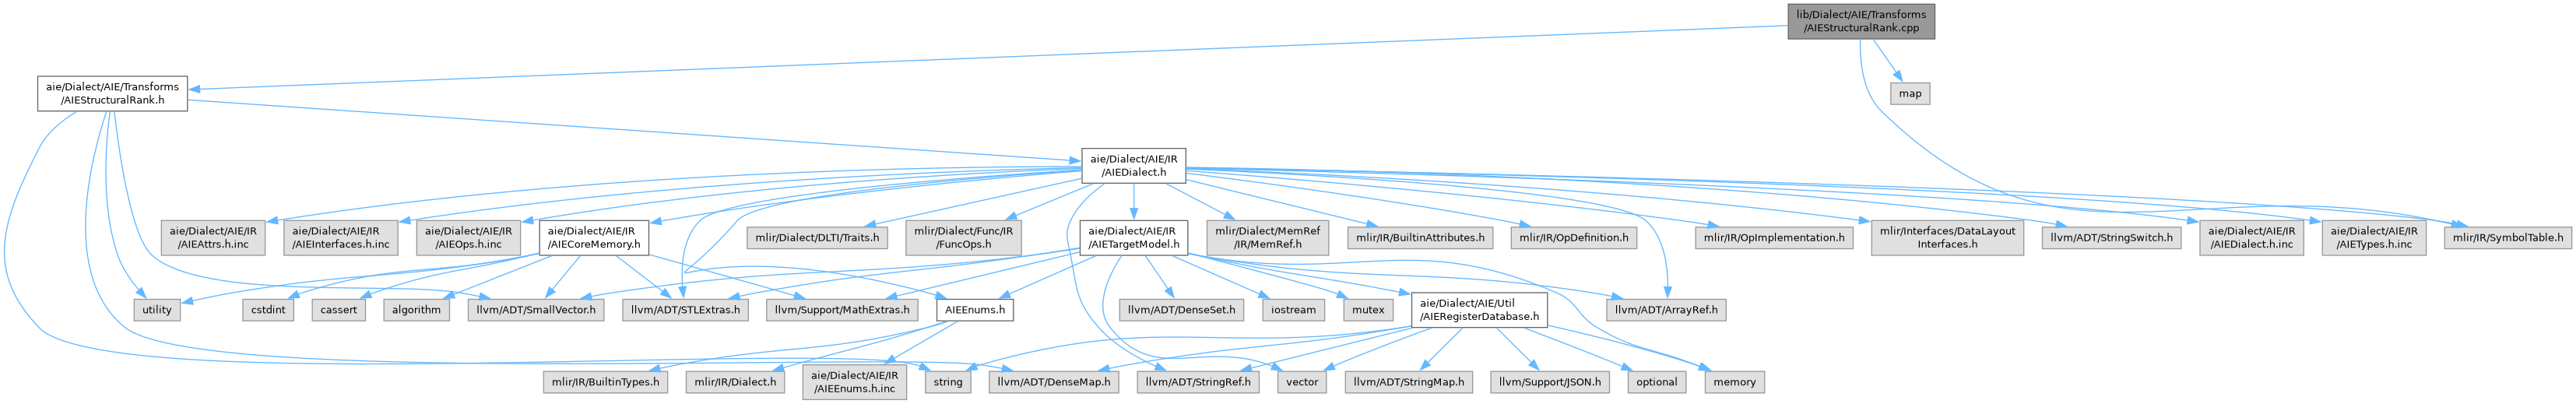 lib/Dialect/AIE/Transforms
/AIEStructuralRank.cpp
aie/Dialect/AIE/Transforms
/AIEStructuralRank.h
map
aie/Dialect/AIE/IR
/AIEDialect.h
aie/Dialect/AIE/IR
/AIEAttrs.h.inc
aie/Dialect/AIE/IR
/AIEInterfaces.h.inc
aie/Dialect/AIE/IR
/AIEOps.h.inc
aie/Dialect/AIE/IR
/AIECoreMemory.h
mlir/Dialect/DLTI/Traits.h
mlir/Dialect/Func/IR
/FuncOps.h
aie/Dialect/AIE/IR
/AIETargetModel.h
mlir/Dialect/MemRef
/IR/MemRef.h
mlir/IR/BuiltinAttributes.h
mlir/IR/OpDefinition.h
mlir/IR/OpImplementation.h
mlir/Interfaces/DataLayout
Interfaces.h
llvm/ADT/StringSwitch.h
aie/Dialect/AIE/IR
/AIEDialect.h.inc
aie/Dialect/AIE/IR
/AIETypes.h.inc
mlir/IR/SymbolTable.h
utility
cstdint
cassert
algorithm
llvm/ADT/SmallVector.h
llvm/ADT/STLExtras.h
llvm/Support/MathExtras.h
AIEEnums.h
llvm/ADT/DenseSet.h
iostream
mutex
aie/Dialect/AIE/Util
/AIERegisterDatabase.h
llvm/ADT/ArrayRef.h
mlir/IR/BuiltinTypes.h
mlir/IR/Dialect.h
aie/Dialect/AIE/IR
/AIEEnums.h.inc
string
llvm/ADT/DenseMap.h
llvm/ADT/StringRef.h
vector
llvm/ADT/StringMap.h
llvm/Support/JSON.h
optional
memory